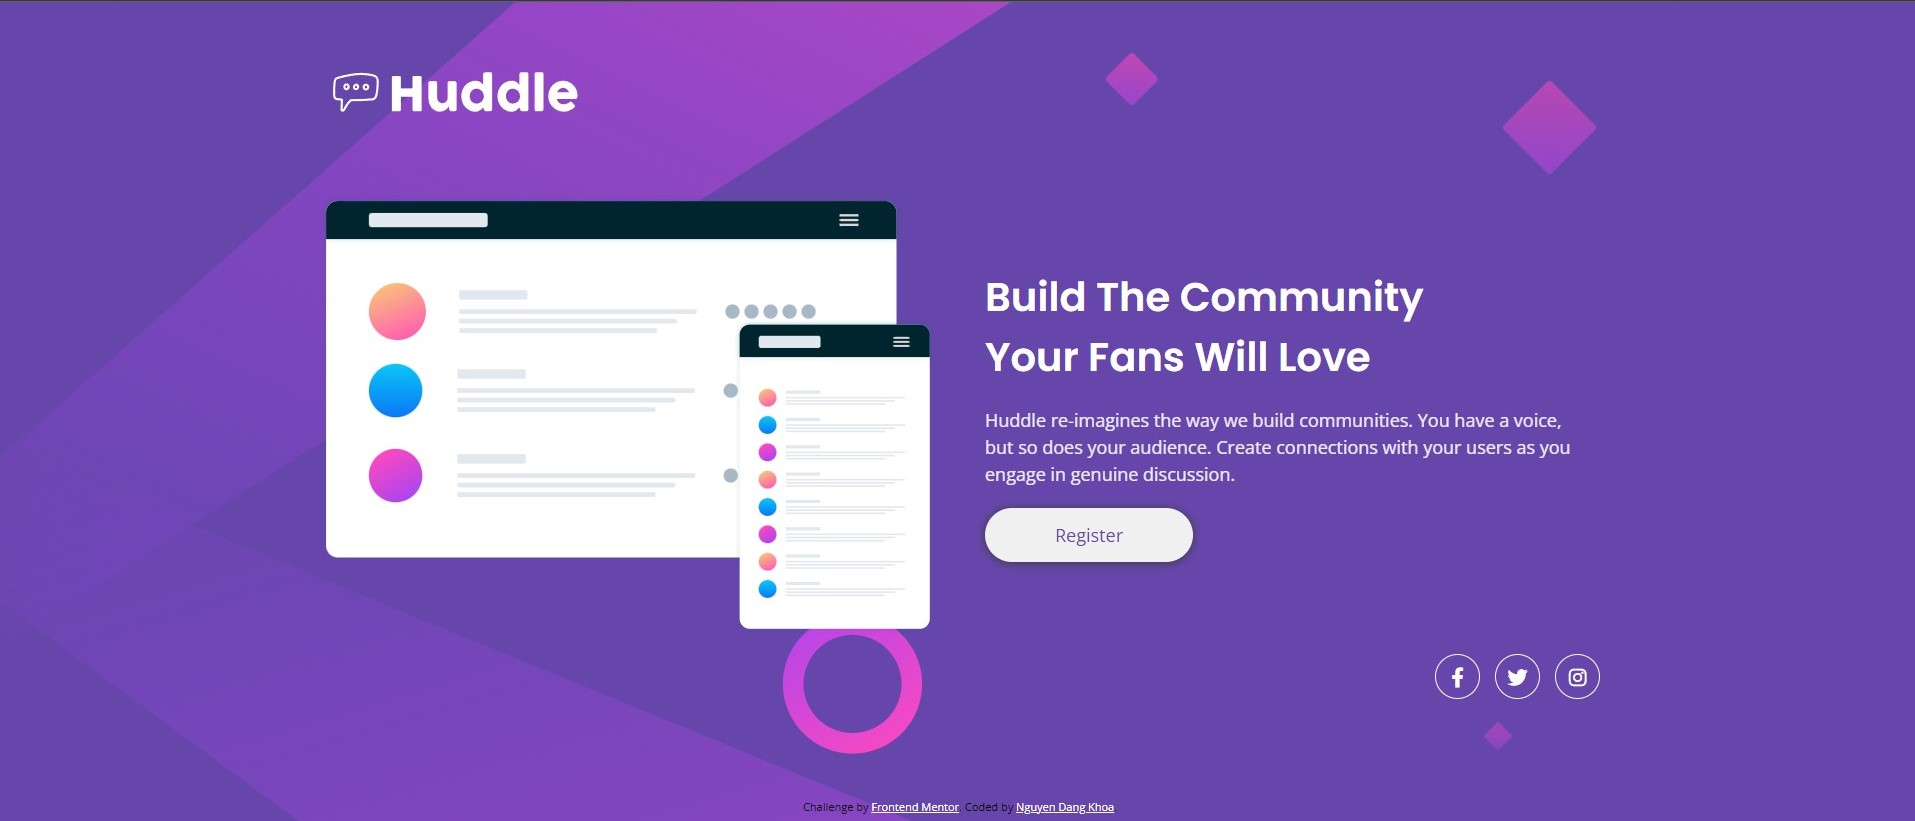 Huddle
Build The Community
Your Fans Will Love
Huddle re-imagines the way we build communities. You have a voice,
but so does your audience. Create connections with your users as you
engage in genuine discussion.
Register
Challenge by Frontend Mentor. Coded by Nguyen Dang Khoa